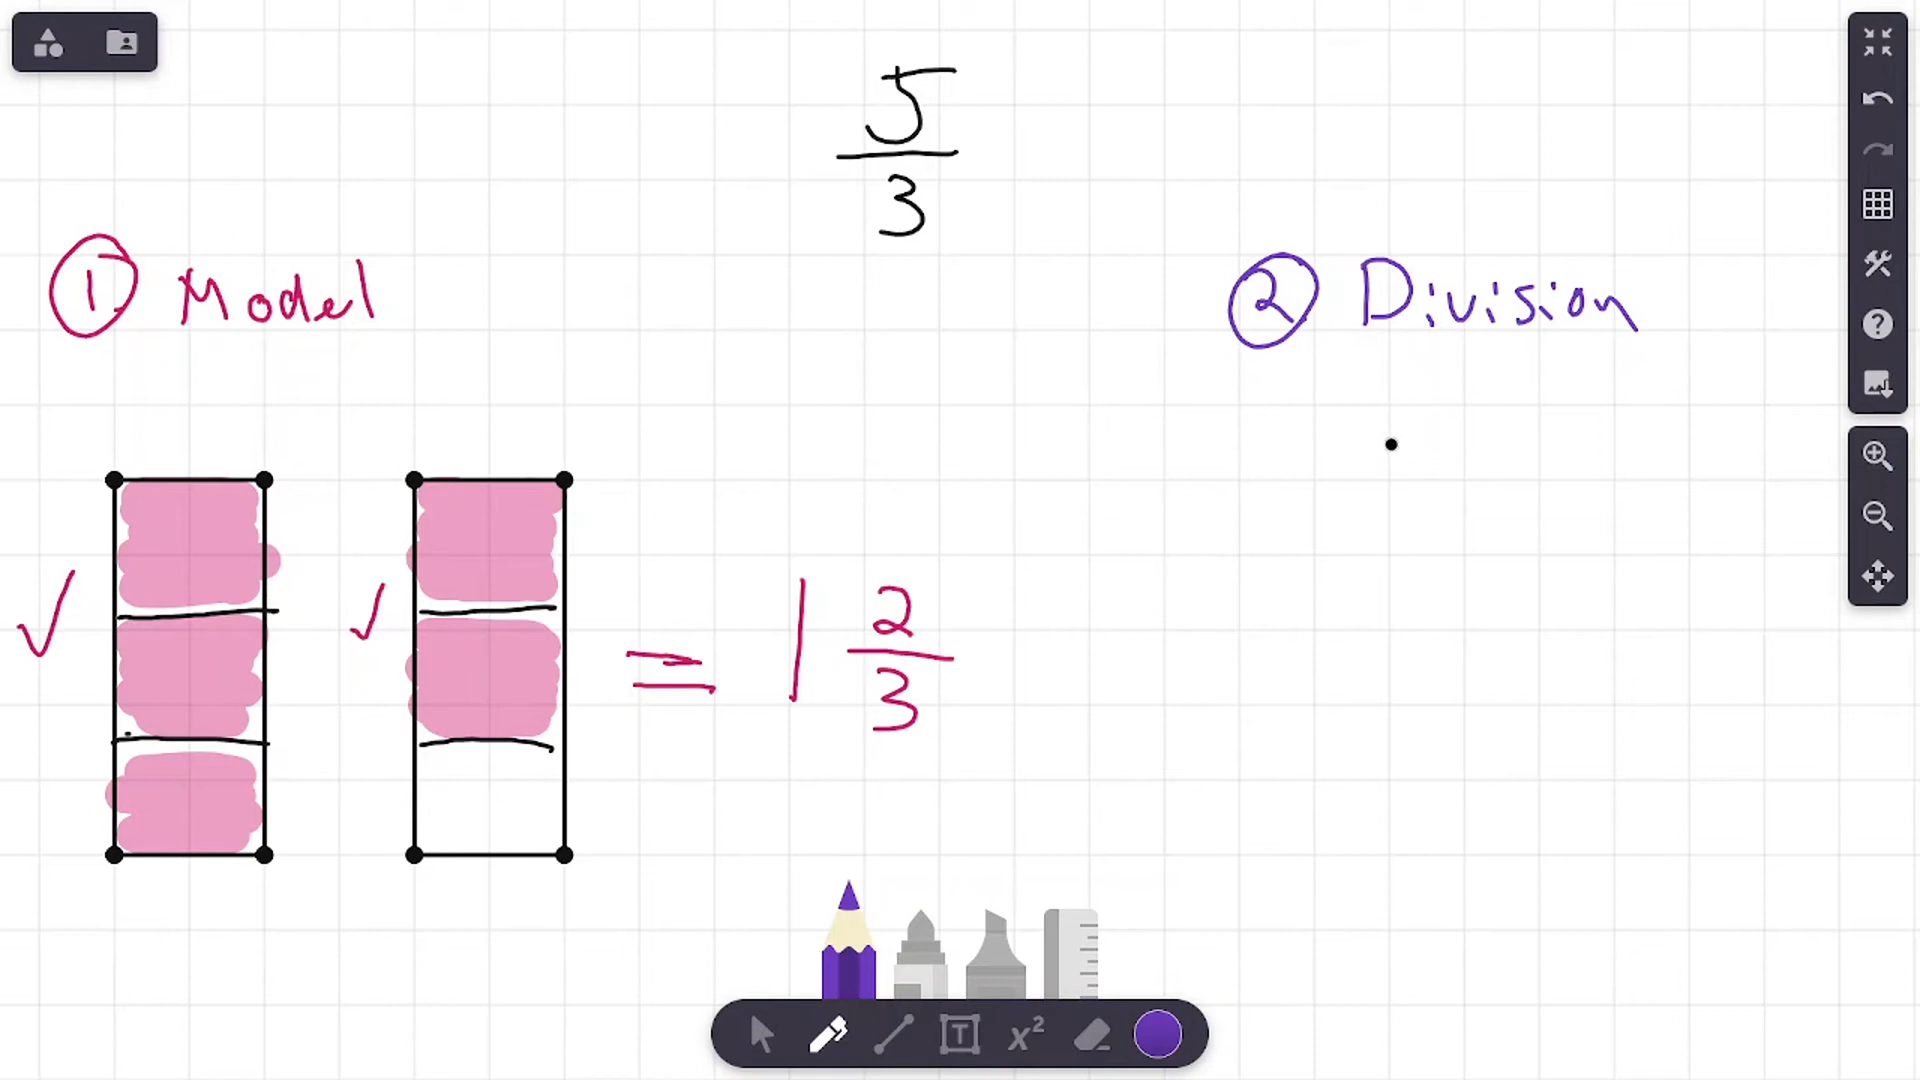 5
3
① Model
② Division
= 1 2
3